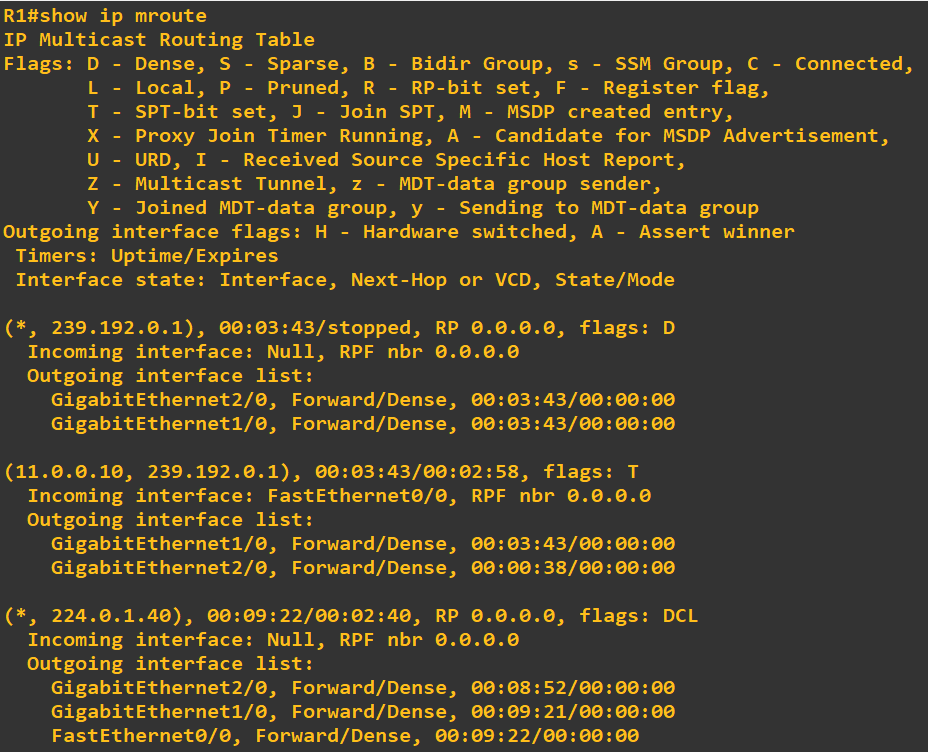 R1#show ip mroute
IP Multicast Routing Table
Flags: D - Dense, S - Sparse, B - Bidir Group, s - SSM Group, C - Connected,
       L - Local, P - Pruned, R - RP-bit set, F - Register flag,
       T - SPT-bit set, J - Join SPT, M - MSDP created entry,
       X - Proxy Join Timer Running, A - Candidate for MSDP Advertisement,
       U - URD, I - Received Source Specific Host Report,
       Z - Multicast Tunnel, z - MDT-data group sender,
       Y - Joined MDT-data group, y - Sending to MDT-data group
Outgoing interface flags: H - Hardware switched, A - Assert winner
 Timers: Uptime/Expires
 Interface state: Interface, Next-Hop or VCD, State/Mode

(*, 239.192.0.1), 00:03:43/stopped, RP 0.0.0.0, flags: D
  Incoming interface: Null, RPF nbr 0.0.0.0
  Outgoing interface list:
    GigabitEthernet2/0, Forward/Dense, 00:03:43/00:00:00
    GigabitEthernet1/0, Forward/Dense, 00:03:43/00:00:00

(11.0.0.10, 239.192.0.1), 00:03:43/00:02:58, flags: T
  Incoming interface: FastEthernet0/0, RPF nbr 0.0.0.0
  Outgoing interface list:
    GigabitEthernet1/0, Forward/Dense, 00:03:43/00:00:00
    GigabitEthernet2/0, Forward/Dense, 00:00:38/00:00:00

(*, 224.0.1.40), 00:09:22/00:02:40, RP 0.0.0.0, flags: DCL
  Incoming interface: Null, RPF nbr 0.0.0.0
  Outgoing interface list:
    GigabitEthernet2/0, Forward/Dense, 00:08:52/00:00:00
    GigabitEthernet1/0, Forward/Dense, 00:09:21/00:00:00
    FastEthernet0/0, Forward/Dense, 00:09:22/00:00:00